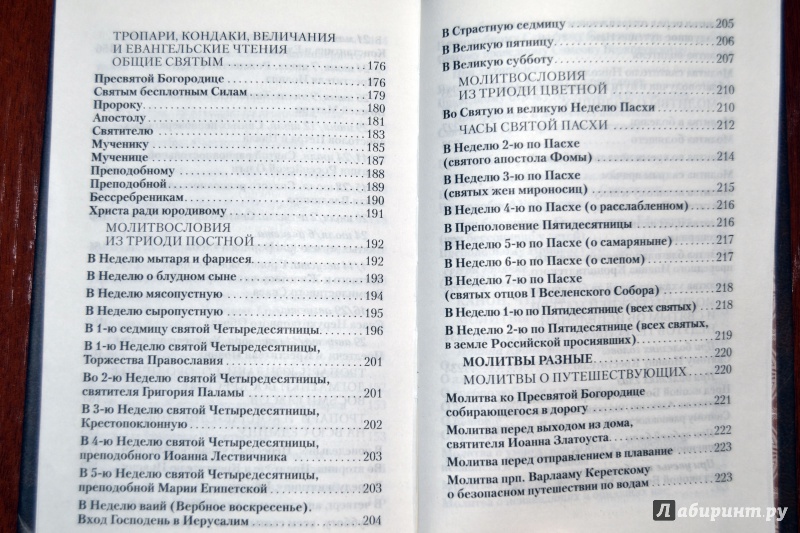 ТРОПАРИ, КОНДАКИ, ВЕЛИЧАНИЯ
И ЕВАНГЕЛЬСКИЕ ЧТЕНИЯ
ОБЩИЕ СВЯТЫМ 176
Пресвятой Богородице 176
Святым бесплотным Силам 179
Пророку 180
Апостолу 181
Святителю 183
Мученику 185
Мученице 187
Преподобному 188
Преподобной 189
Бессребреникам 190
Христа ради юродивому 191
МОЛИТВОСЛОВИЯ
ИЗ ТРИОДИ ПОСТНОЙ 192
В Неделю мытаря и фарисея 192
В Неделю о блудном сыне 193
В Неделю мясопустную 194
В Неделю сыропустную 195
В 1-ю седмицу святой Четыредесятницы 196
В 1-ю Неделю святой Четыредесятницы,
Торжества Православия 201
Во 2-ю Неделю святой Четыредесятницы,
святителя Григория Паламы 201
В 3-ю Неделю святой Четыредесятницы,
Крестопоклонную 202
В 4-ю Неделю святой Четыредесятницы,
преподобного Иоанна Лествичника 203
В 5-ю Неделю святой Четыредесятницы,
преподобной Марии Египетской 203
В Неделю ваий (Вербное воскресенье).
Вход Господень в Иерусалим 204
В Страстную седмицу 205
В Великую пятницу 206
В Великую субботу 207
МОЛИТВОСЛОВИЯ
ИЗ ТРИОДИ ЦВЕТНОЙ 210
Во Святую и великую Неделю Пасхи 210
ЧАСЫ СВЯТОЙ ПАСХИ 212
В Неделю 2-ю по Пасхе
(святого апостола Фомы) 214
В Неделю 3-ю по Пасхе
(святых жен мироносиц) 215
В Неделю 4-ю по Пасхе (о расслабленном) 216
В Преполовение Пятидесятницы 216
В Неделю 5-ю по Пасхе (о самаряныне) 217
В Неделю 6-ю по Пасхе (о слепом) 217
В Неделю 7-ю по Пасхе
(святых отцов I Вселенского Собора) 218
В Неделю 1-ю по Пятидесятнице (всех святых) 218
В Неделю 2-ю по Пятидесятнице (всех святых,
в земле Российской просиявших) 219
МОЛИТВЫ РАЗНЫЕ 220
МОЛИТВЫ О ПУТЕШЕСТВУЮЩИХ 220
Молитва ко Пресвятой Богородице
собирающегося в дорогу 221
Молитва перед выходом из дома,
святителя Иоанна Златоуста 222
Молитва перед отправлением в плавание 223
Молитва прп. Варлааму Керетскому
о безопасном путешествии по водам 223
Лабиринт.ру